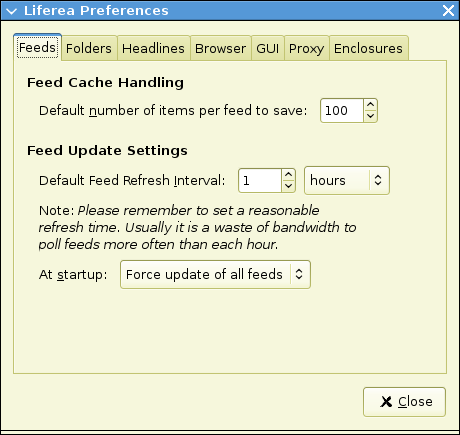 Liferea Preferences
Feeds Folders Headlines Browser GUI Proxy Enclosures
Feed Cache Handling
Default number of items per feed to save: 100
Feed Update Settings
Default Feed Refresh Interval: 1 hours
Note: Please remember to set a reasonable
refresh time. Usually it is a waste of bandwidth to
poll feeds more often than each hour.
At startup: Force update of all feeds
Close